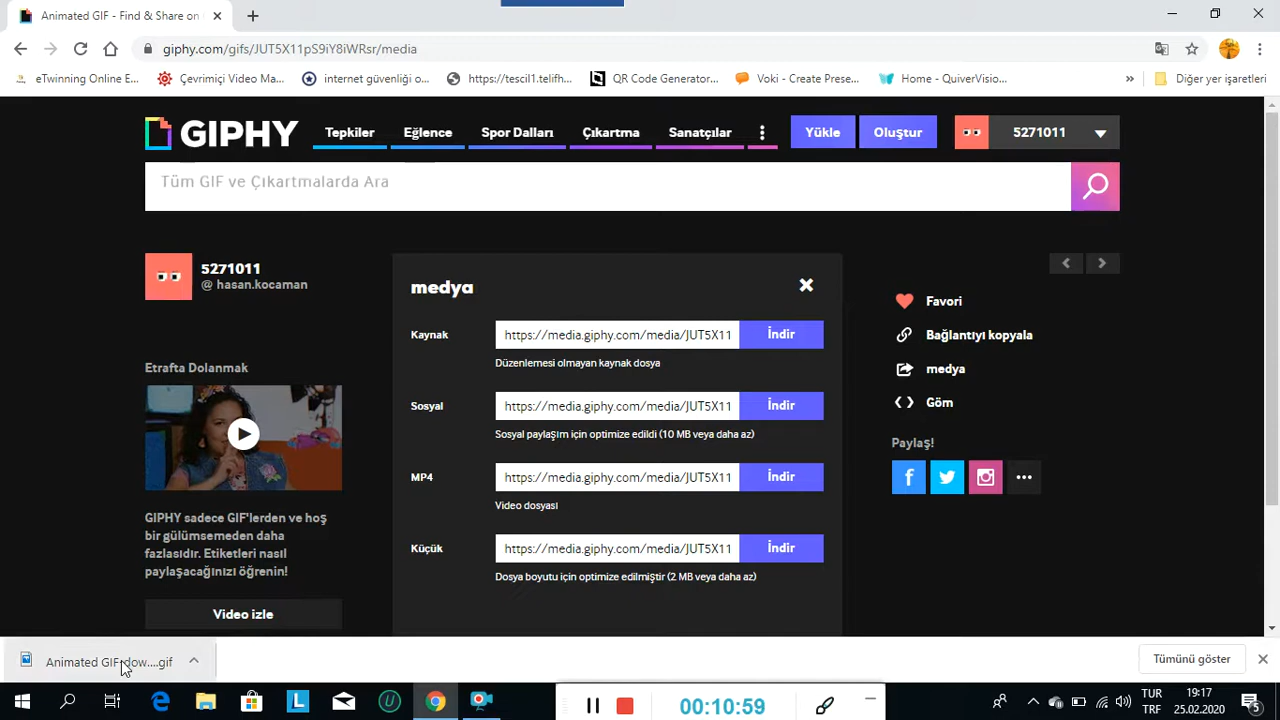 Animated GIF - Find & Share on
giphy.com/gifs/JUT5X11pS9iY8iWRsr/media
eTwinning Online E...
Çevrimiçi Video Ma...
internet güvenliği o...
https://tescil1.telifh...
QR Code Generator...
Voki - Create Prese...
Home - QuiverVisio...
»
Diğer yer işaretleri
GIPHY
Tepkiler
Eğlence
Spor Dalları
Çıkartma
Sanatçılar
Yükle
Oluştur
5271011
Tüm GIF ve Çıkartmalarda Ara
5271011
@ hasan.kocaman
Etrafta Dolanmak
GIPHY sadece GIF'lerden ve hoş
bir gülümsemeden daha
fazlasıdır. Etiketleri nasıl
paylaşacağınızı öğrenin!
Video izle
medya
Kaynak
https://media.giphy.com/media/JUT5X11
İndir
Düzenlemesi olmayan kaynak dosya
Sosyal
https://media.giphy.com/media/JUT5X11
İndir
Sosyal paylaşım için optimize edildi (10 MB veya daha az)
MP4
https://media.giphy.com/media/JUT5X11
İndir
Video dosyası
Küçük
https://media.giphy.com/media/JUT5X11
İndir
Dosya boyutu için optimize edilmiştir (2 MB veya daha az)
Favori
Bağlantıyı kopyala
medya
Göm
Paylaş!
Animated GIF dow....gif
Tümünü göster
00:10:59
TUR
TRF
19:17
25.02.2020
5